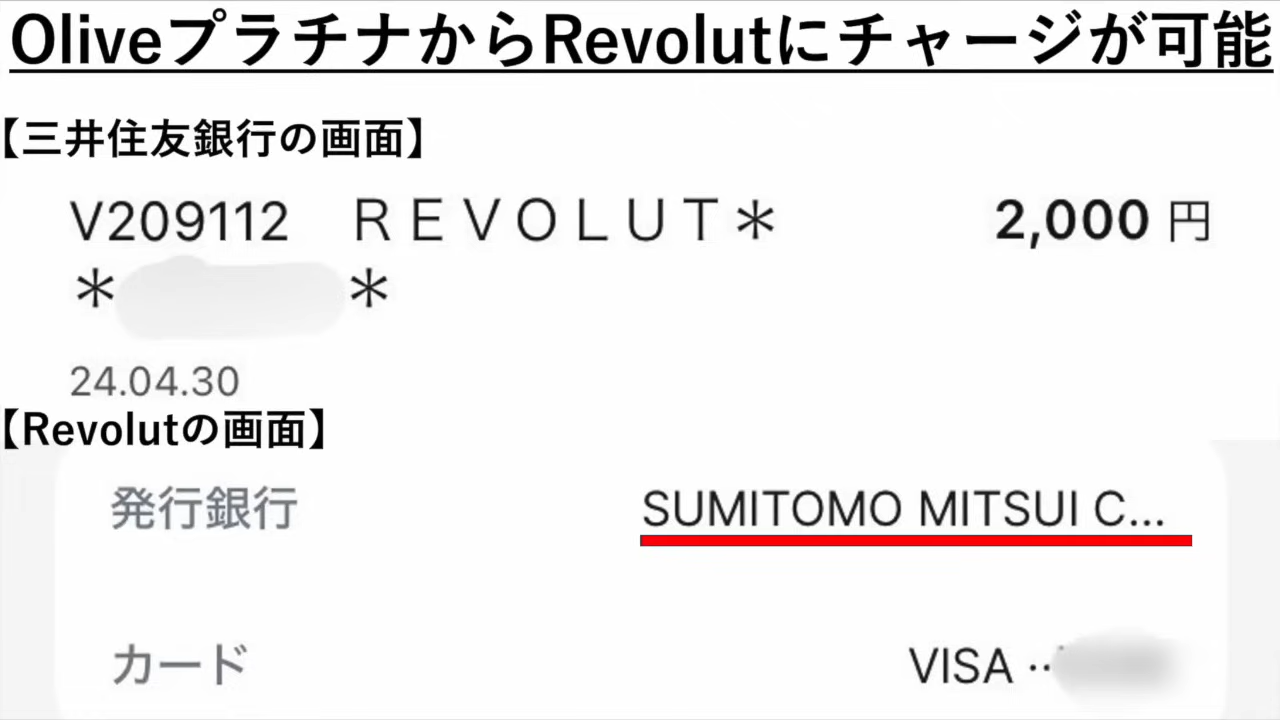 OliveプラチナからRevolutにチャージが可能
【三井住友銀行の画面】
V209112　ＲＥＶＯＬＵＴ＊ 2,000 円
＊ ＊
24.04.30
【Revolutの画面】
発行銀行 SUMITOMO MITSUI C...
カード VISA ··